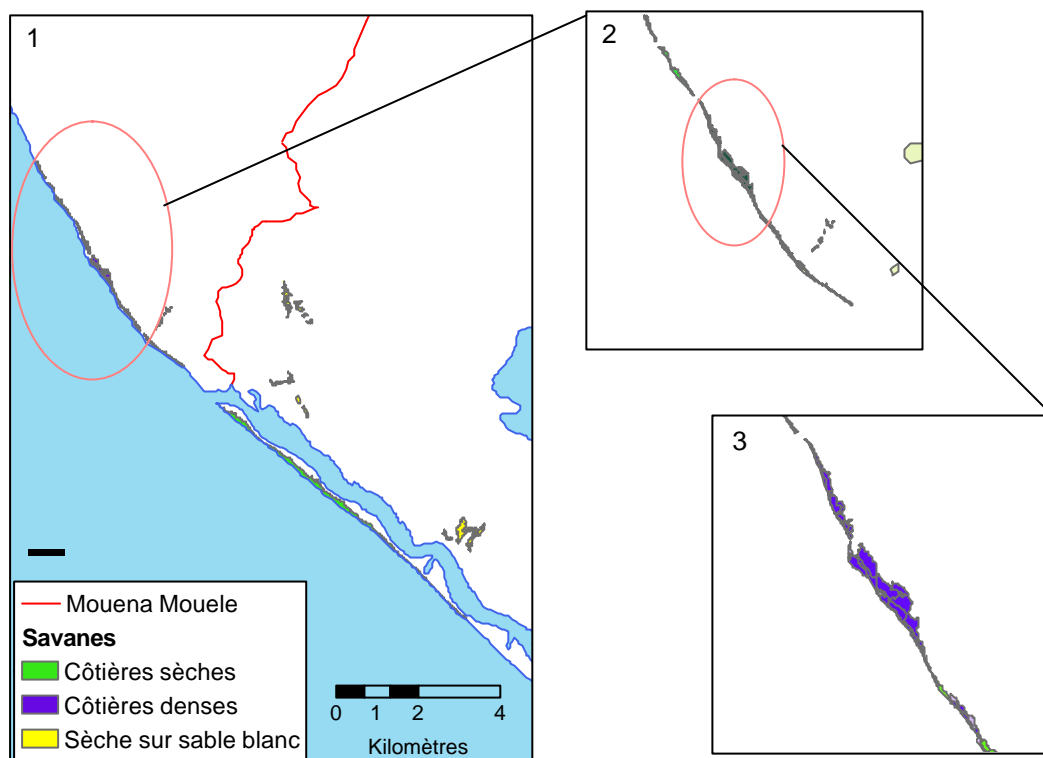 1
2
3
Mouena Mouele
Savanes
Côtières sèches
Côtières denses
Sèche sur sable blanc
0 1 2 4
Kilomètres